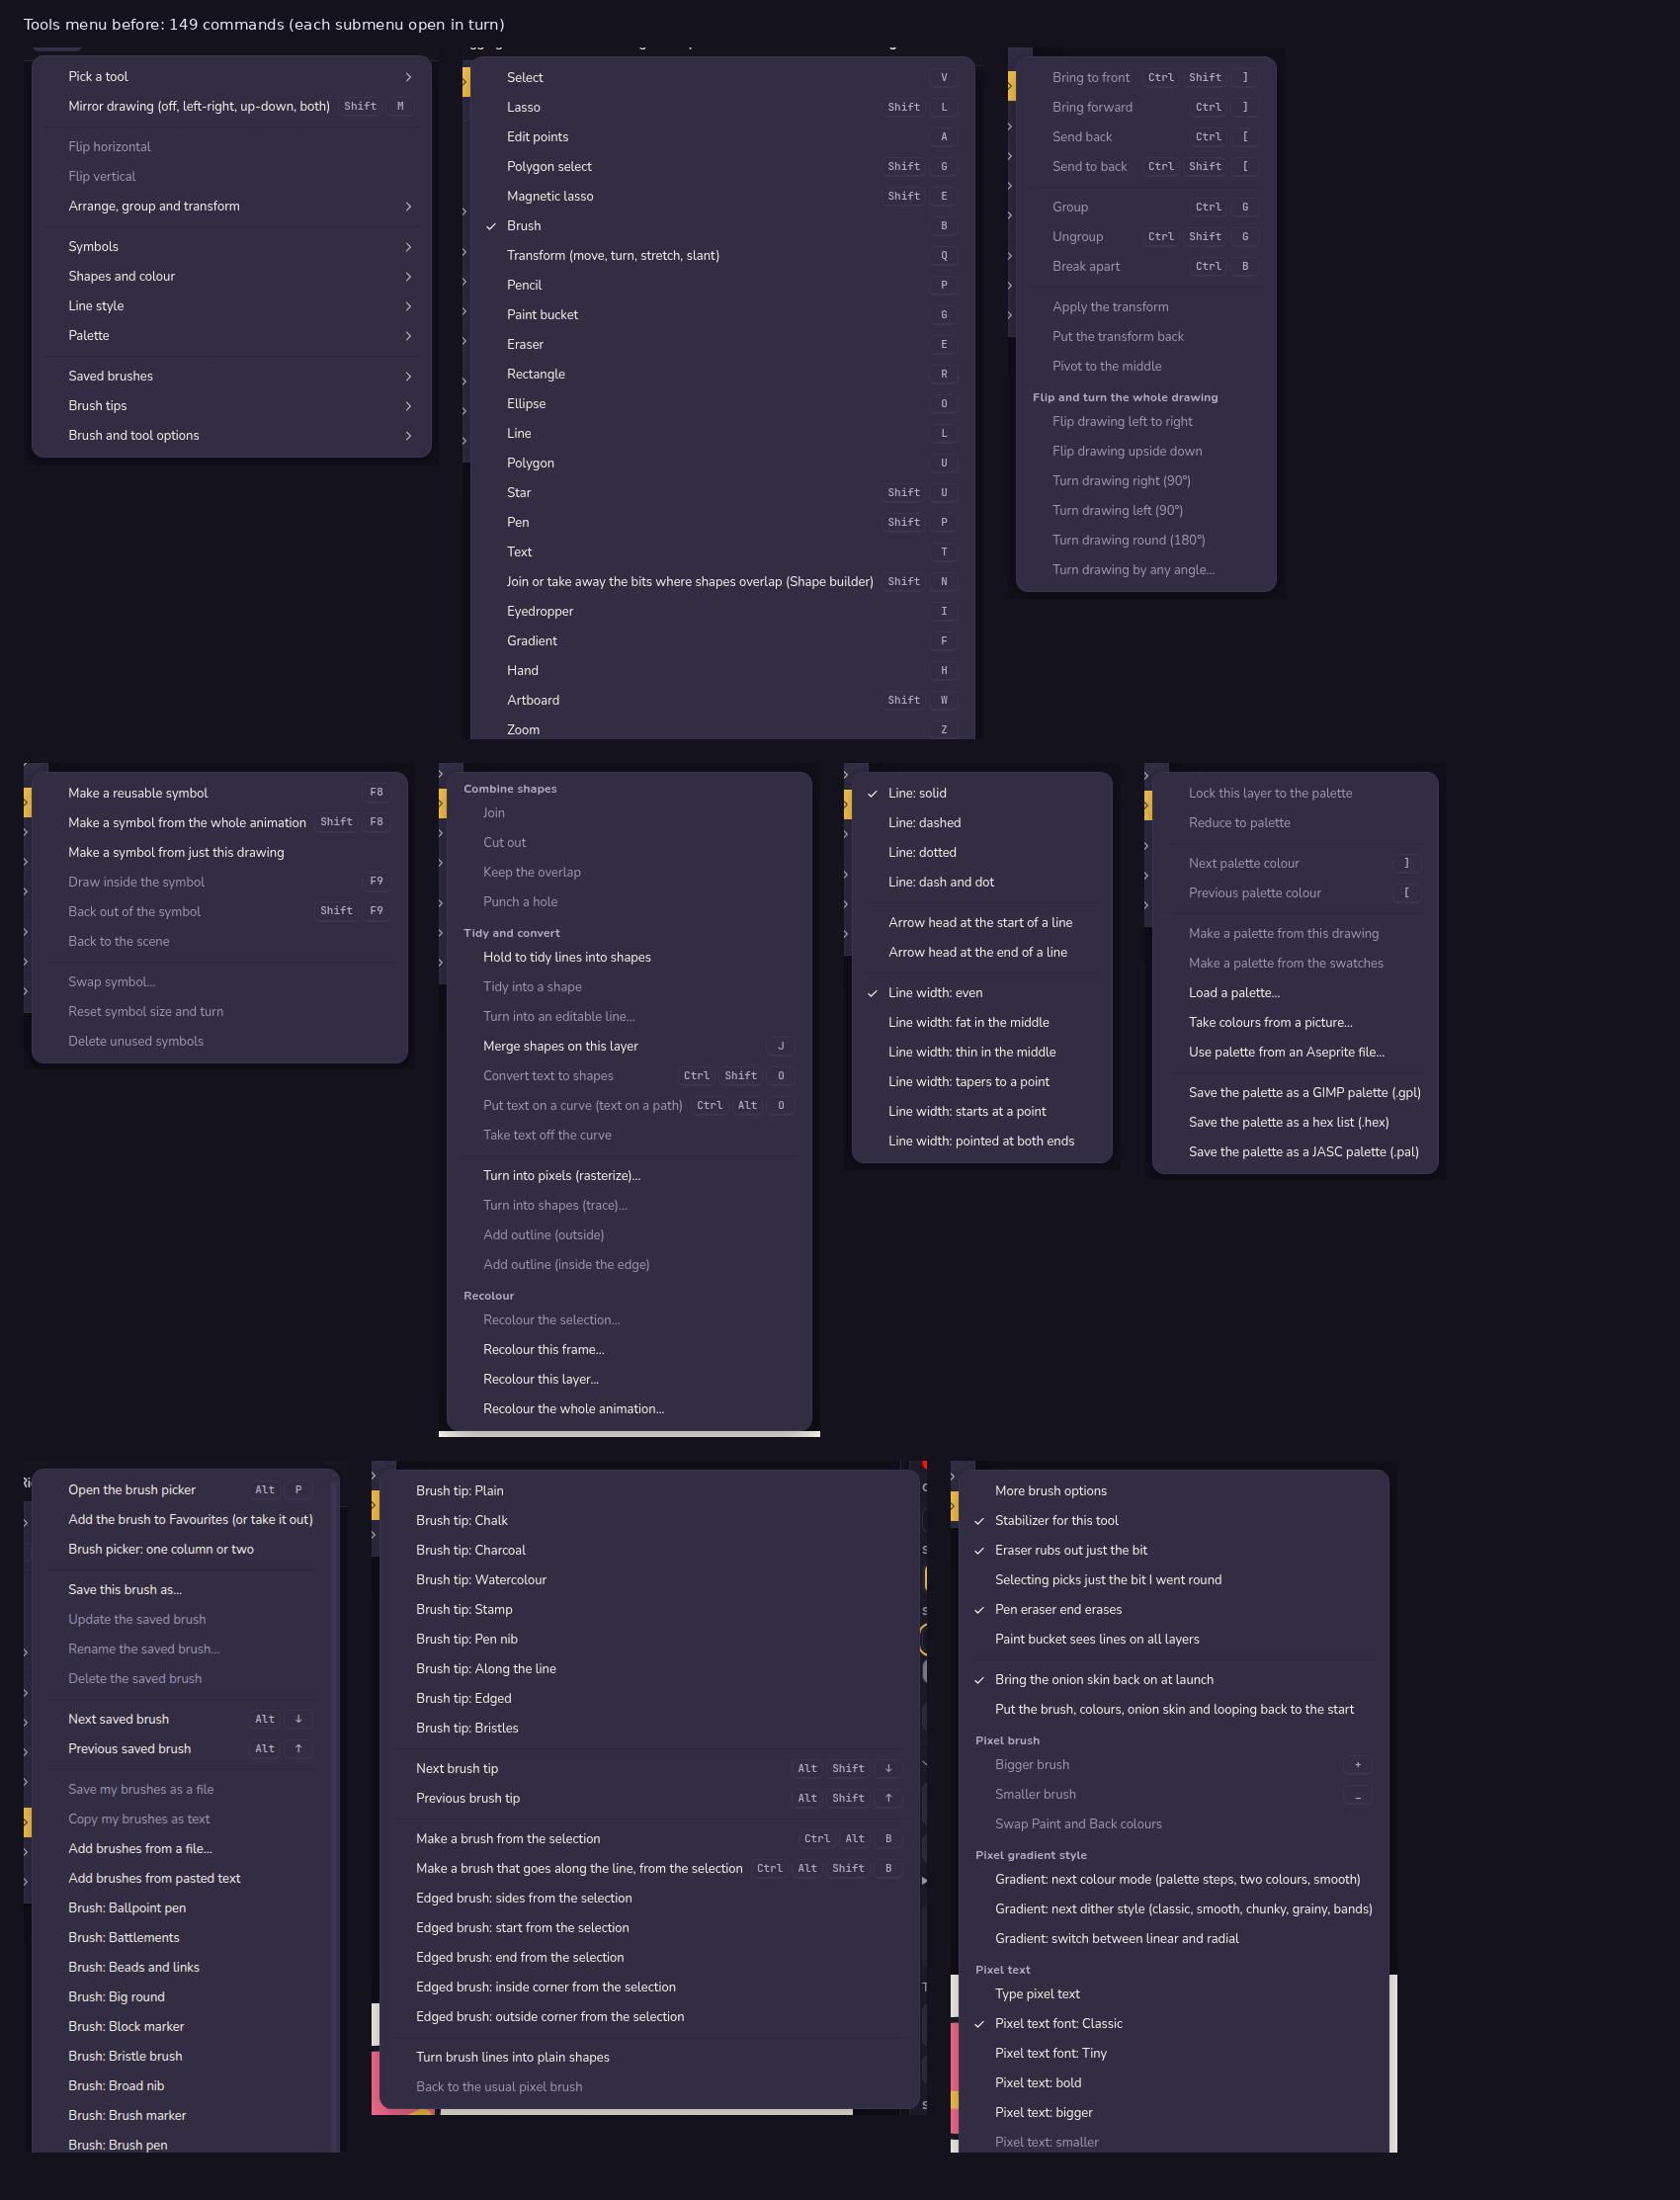 Tools menu before: 149 commands (each submenu open in turn)
Pick a tool
Mirror drawing (off, left-right, up-down, both) Shift M
Flip horizontal
Flip vertical
Arrange, group and transform
Symbols
Shapes and colour
Line style
Palette
Saved brushes
Brush tips
Brush and tool options
Select V
Lasso Shift L
Edit points A
Polygon select Shift G
Magnetic lasso Shift E
Brush B
Transform (move, turn, stretch, slant) Q
Pencil P
Paint bucket G
Eraser E
Rectangle R
Ellipse O
Line L
Polygon U
Star Shift U
Pen Shift P
Text T
Join or take away the bits where shapes overlap (Shape builder) Shift N
Eyedropper I
Gradient F
Hand H
Artboard Shift W
Zoom Z
Bring to front Ctrl Shift ]
Bring forward Ctrl ]
Send back Ctrl [
Send to back Ctrl Shift [
Group Ctrl G
Ungroup Ctrl Shift G
Break apart Ctrl B
Apply the transform
Put the transform back
Pivot to the middle
Flip and turn the whole drawing
Flip drawing left to right
Flip drawing upside down
Turn drawing right (90°)
Turn drawing left (90°)
Turn drawing round (180°)
Turn drawing by any angle...
Make a reusable symbol F8
Make a symbol from the whole animation Shift F8
Make a symbol from just this drawing
Draw inside the symbol F9
Back out of the symbol Shift F9
Back to the scene
Swap symbol...
Reset symbol size and turn
Delete unused symbols
Combine shapes
Join
Cut out
Keep the overlap
Punch a hole
Tidy and convert
Hold to tidy lines into shapes
Tidy into a shape
Turn into an editable line...
Merge shapes on this layer J
Convert text to shapes Ctrl Shift O
Put text on a curve (text on a path) Ctrl Alt O
Take text off the curve
Turn into pixels (rasterize)...
Turn into shapes (trace)...
Add outline (outside)
Add outline (inside the edge)
Recolour
Recolour the selection...
Recolour this frame...
Recolour this layer...
Recolour the whole animation...
Line: solid
Line: dashed
Line: dotted
Line: dash and dot
Arrow head at the start of a line
Arrow head at the end of a line
Line width: even
Line width: fat in the middle
Line width: thin in the middle
Line width: tapers to a point
Line width: starts at a point
Line width: pointed at both ends
Lock this layer to the palette
Reduce to palette
Next palette colour ]
Previous palette colour [
Make a palette from this drawing
Make a palette from the swatches
Load a palette...
Take colours from a picture...
Use palette from an Aseprite file...
Save the palette as a GIMP palette (.gpl)
Save the palette as a hex list (.hex)
Save the palette as a JASC palette (.pal)
Open the brush picker Alt P
Add the brush to Favourites (or take it out)
Brush picker: one column or two
Save this brush as...
Update the saved brush
Rename the saved brush...
Delete the saved brush
Next saved brush Alt ↓
Previous saved brush Alt ↑
Save my brushes as a file
Copy my brushes as text
Add brushes from a file...
Add brushes from pasted text
Brush: Ballpoint pen
Brush: Battlements
Brush: Beads and links
Brush: Big round
Brush: Block marker
Brush: Bristle brush
Brush: Broad nib
Brush: Brush marker
Brush: Brush pen
Brush tip: Plain
Brush tip: Chalk
Brush tip: Charcoal
Brush tip: Watercolour
Brush tip: Stamp
Brush tip: Pen nib
Brush tip: Along the line
Brush tip: Edged
Brush tip: Bristles
Next brush tip Alt Shift ↓
Previous brush tip Alt Shift ↑
Make a brush from the selection Ctrl Alt B
Make a brush that goes along the line, from the selection Ctrl Alt Shift B
Edged brush: sides from the selection
Edged brush: start from the selection
Edged brush: end from the selection
Edged brush: inside corner from the selection
Edged brush: outside corner from the selection
Turn brush lines into plain shapes
Back to the usual pixel brush
More brush options
Stabilizer for this tool
Eraser rubs out just the bit
Selecting picks just the bit I went round
Pen eraser end erases
Paint bucket sees lines on all layers
Bring the onion skin back on at launch
Put the brush, colours, onion skin and looping back to the start
Pixel brush
Bigger brush +
Smaller brush _
Swap Paint and Back colours
Pixel gradient style
Gradient: next colour mode (palette steps, two colours, smooth)
Gradient: next dither style (classic, smooth, chunky, grainy, bands)
Gradient: switch between linear and radial
Pixel text
Type pixel text
Pixel text font: Classic
Pixel text font: Tiny
Pixel text: bold
Pixel text: bigger
Pixel text: smaller